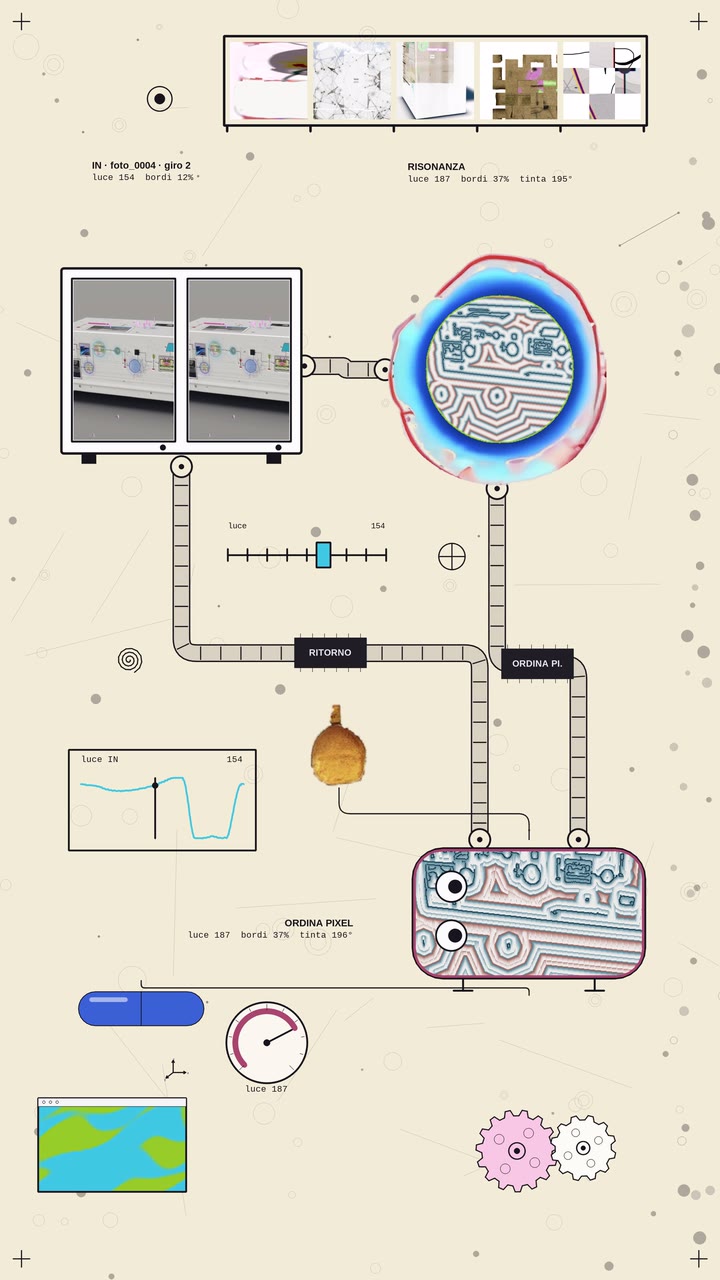 IN · foto_0004 · giro 2
luce 154  bordi 12%
RISONANZA
luce 187  bordi 37%  tinta 195°
luce 154
RITORNO
ORDINA PI.
luce IN 154
ORDINA PIXEL
luce 187  bordi 37%  tinta 196°
luce 187